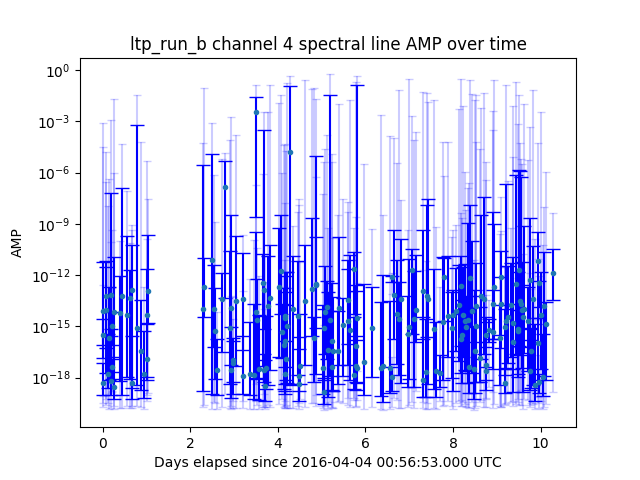 ltp_run_b channel 4 spectral line AMP over time
10^0
10^−3
10^−6
10^−9
10^−12
10^−15
10^−18
AMP
0 2 4 6 8 10
Days elapsed since 2016-04-04 00:56:53.000 UTC